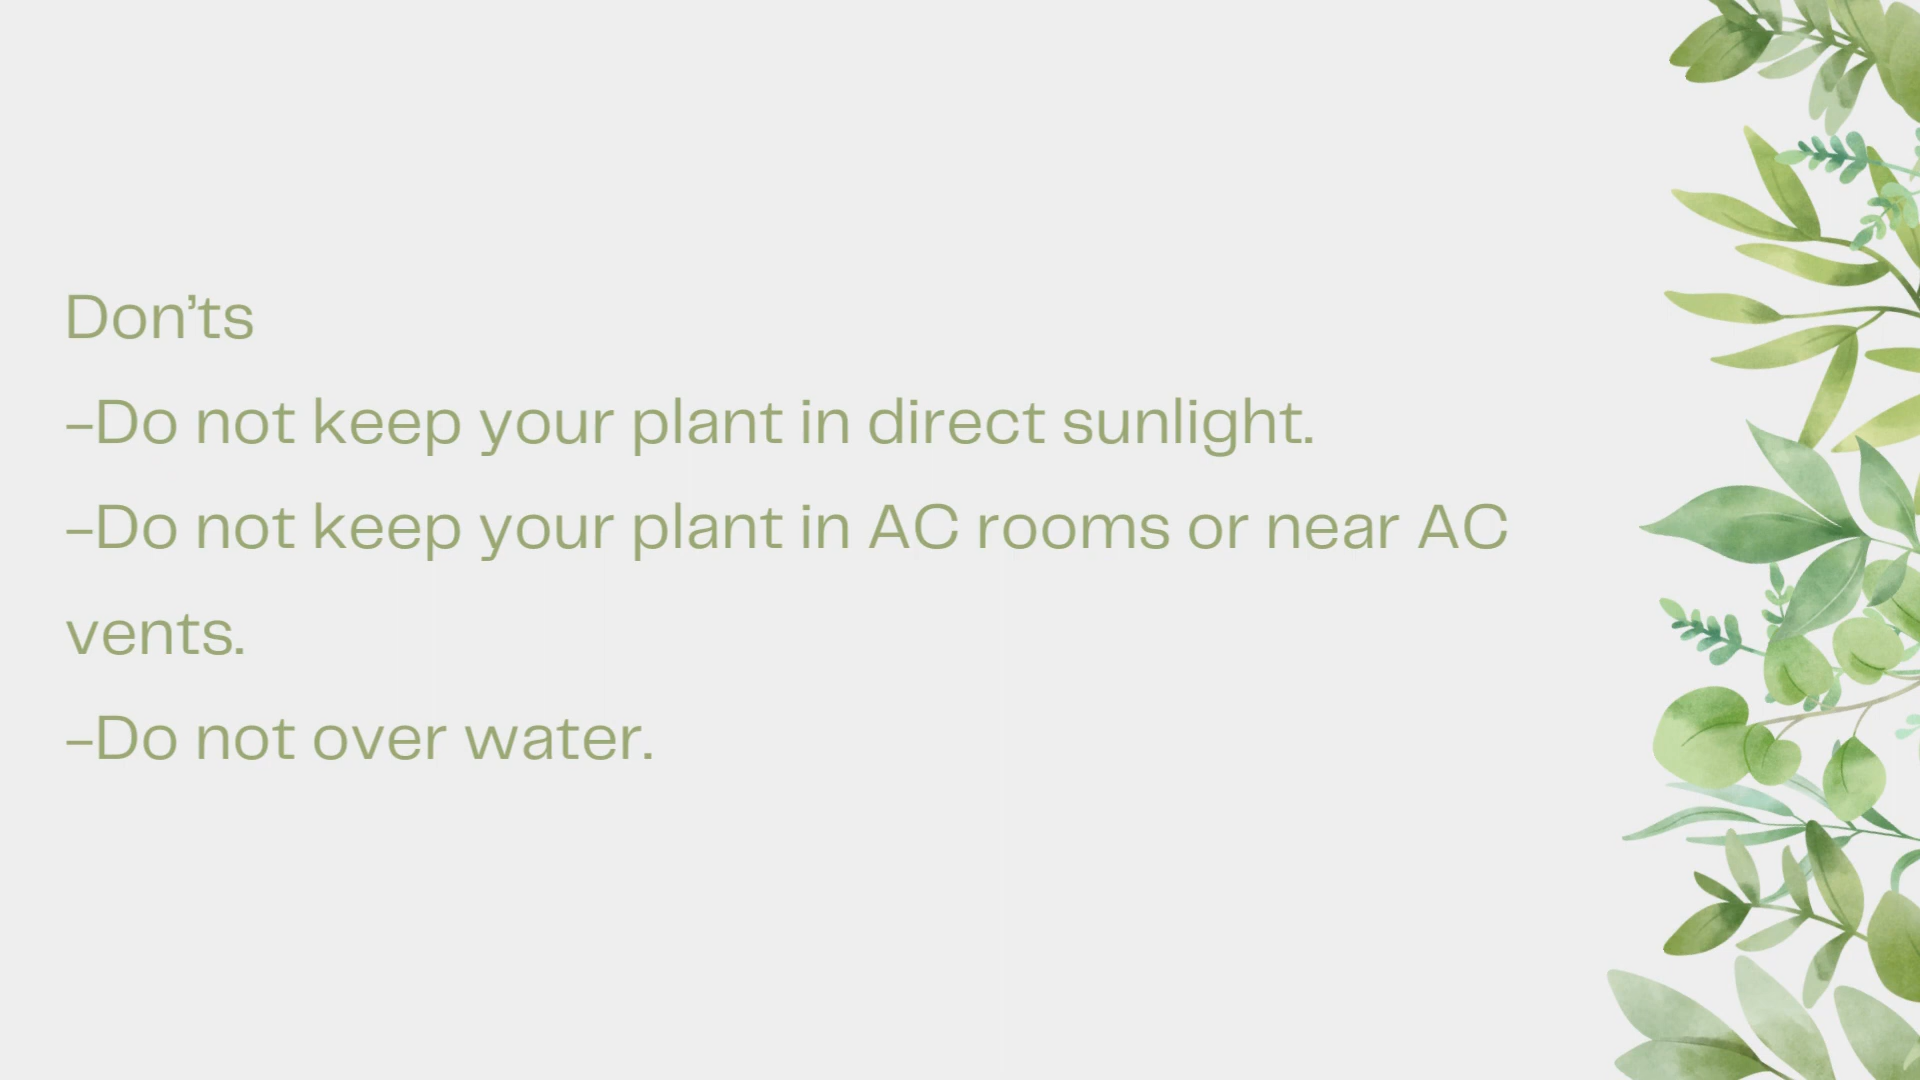 Don’ts
–Do not keep your plant in direct sunlight.
–Do not keep your plant in AC rooms or near AC
vents.
–Do not over water.